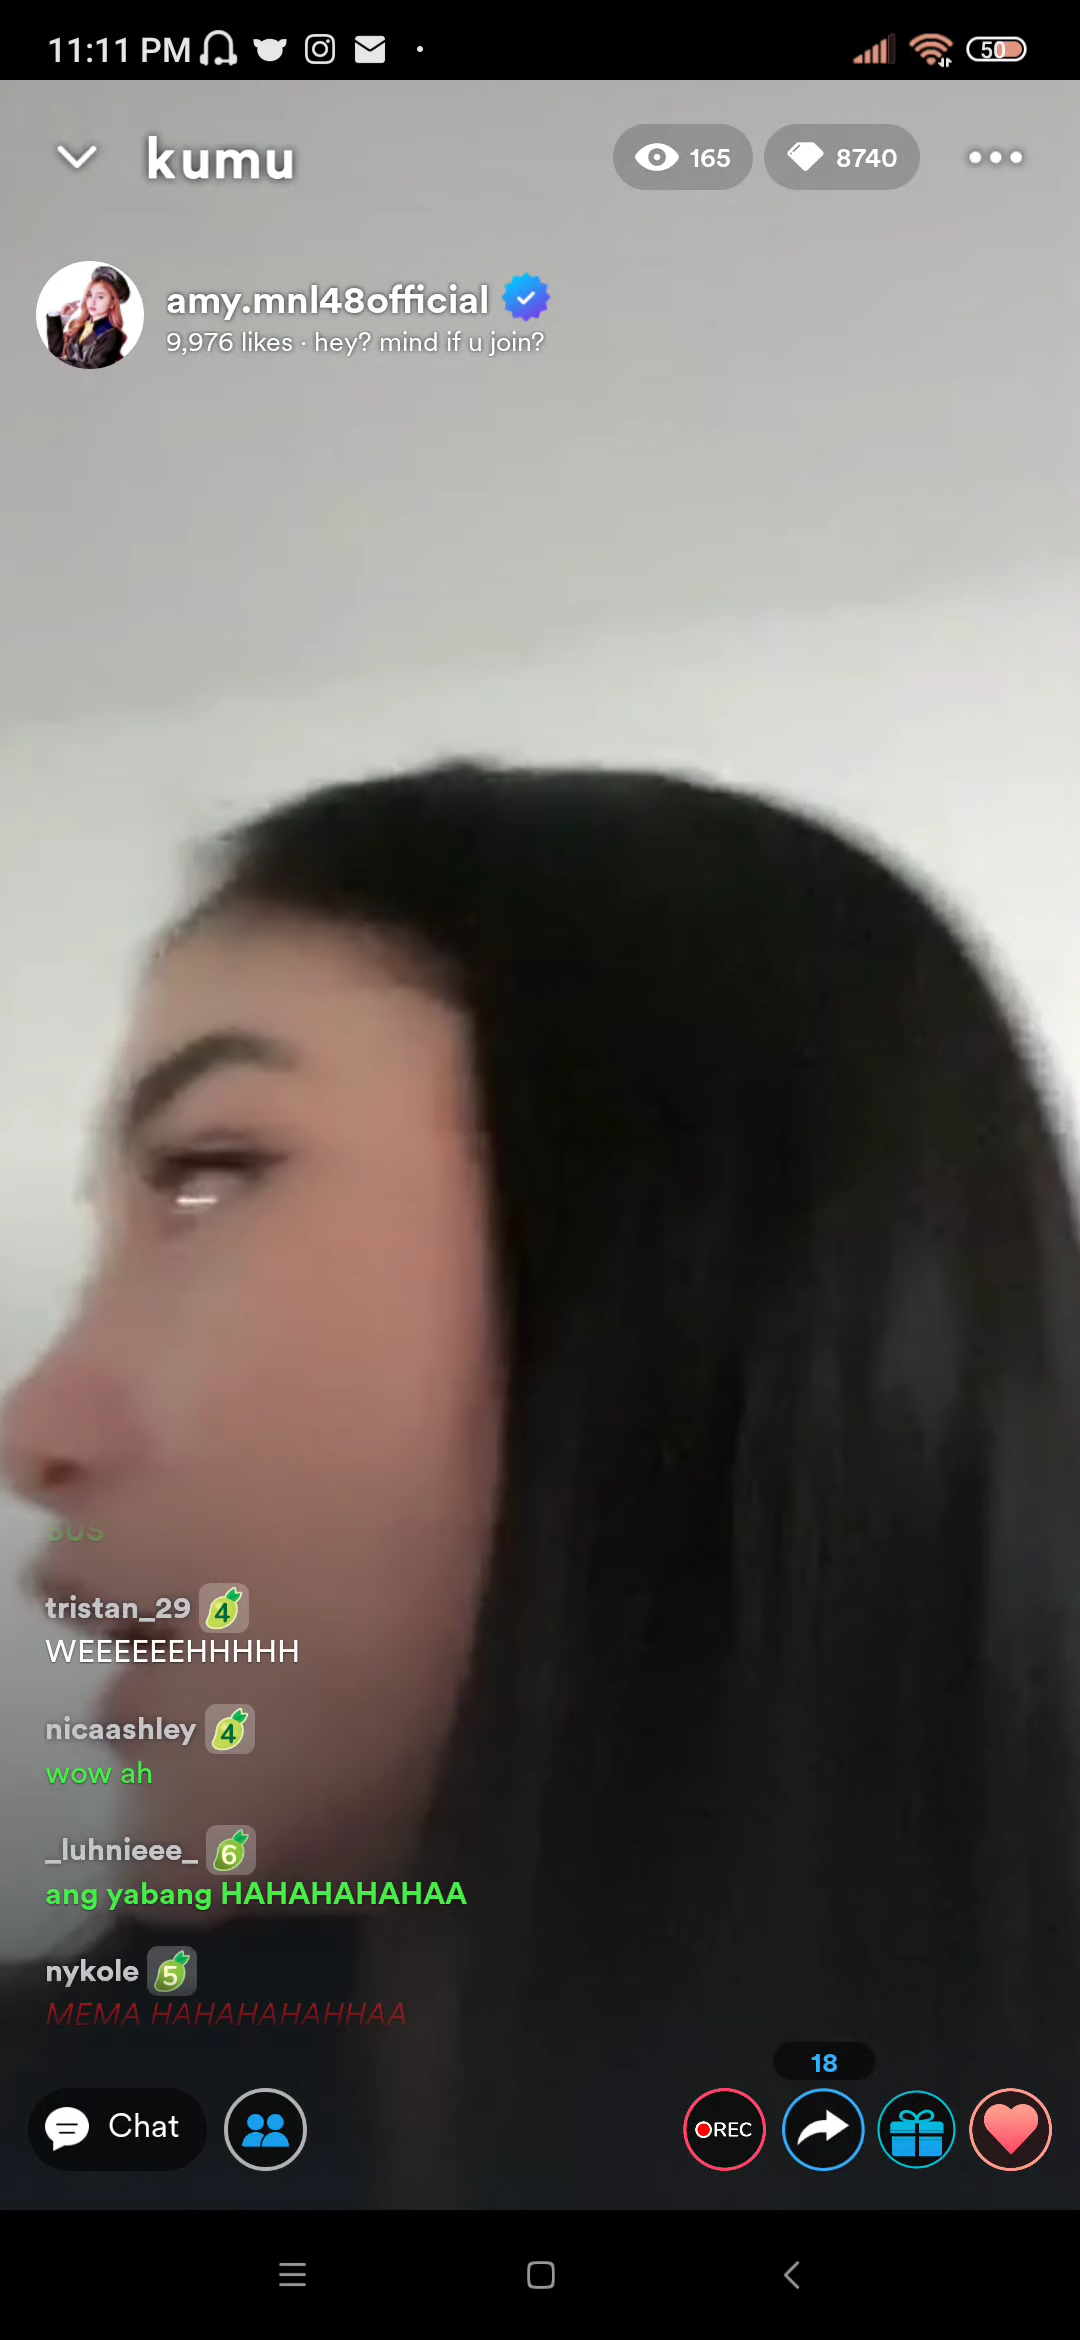 11:11 PM
50
kumu
165
8740
amy.mnl48official
9,976 likes · hey? mind if u join?
sus
tristan_29 4
WEEEEEEHHHHH
nicaashley 4
wow ah
_luhnieee_ 6
ang yabang HAHAHAHAHAA
nykole 5
MEMA HAHAHAHAHHAA
18
Chat
REC